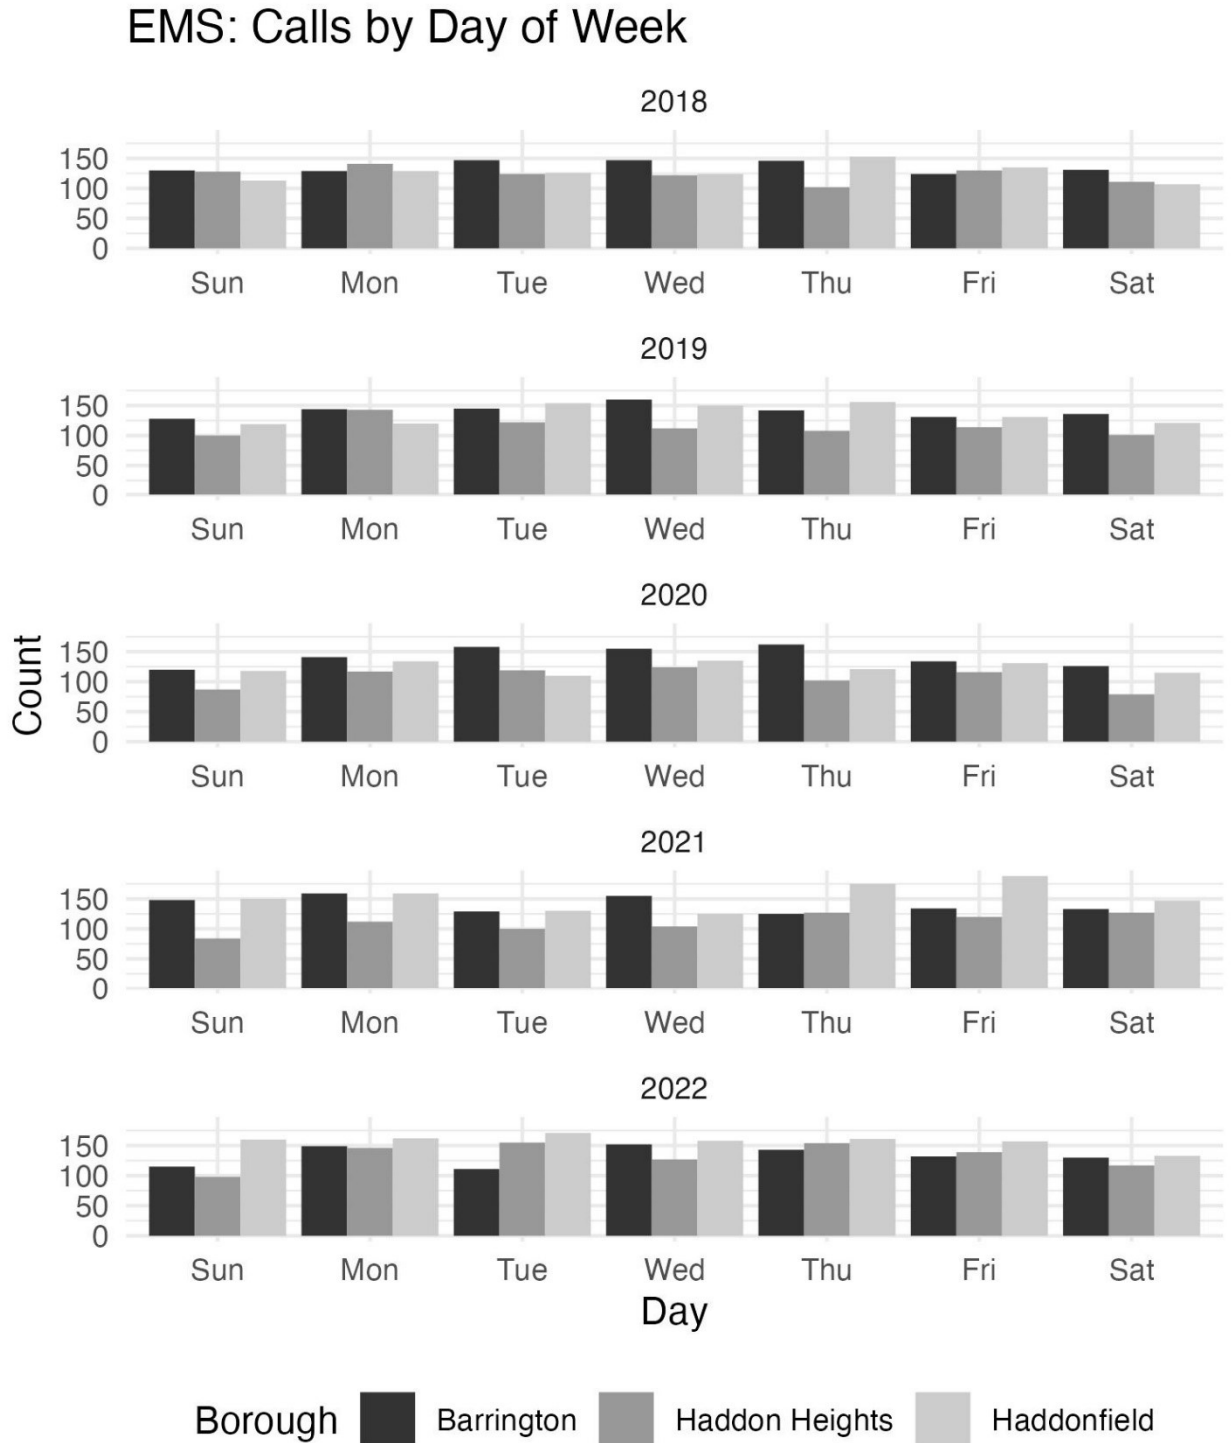 EMS: Calls by Day of Week
2018
150
100
50
0
Sun Mon Tue Wed Thu Fri Sat
2019
150
100
50
0
Sun Mon Tue Wed Thu Fri Sat
2020
Count
150
100
50
0
Sun Mon Tue Wed Thu Fri Sat
2021
150
100
50
0
Sun Mon Tue Wed Thu Fri Sat
2022
150
100
50
0
Sun Mon Tue Wed Thu Fri Sat
Day
Borough Barrington Haddon Heights Haddonfield